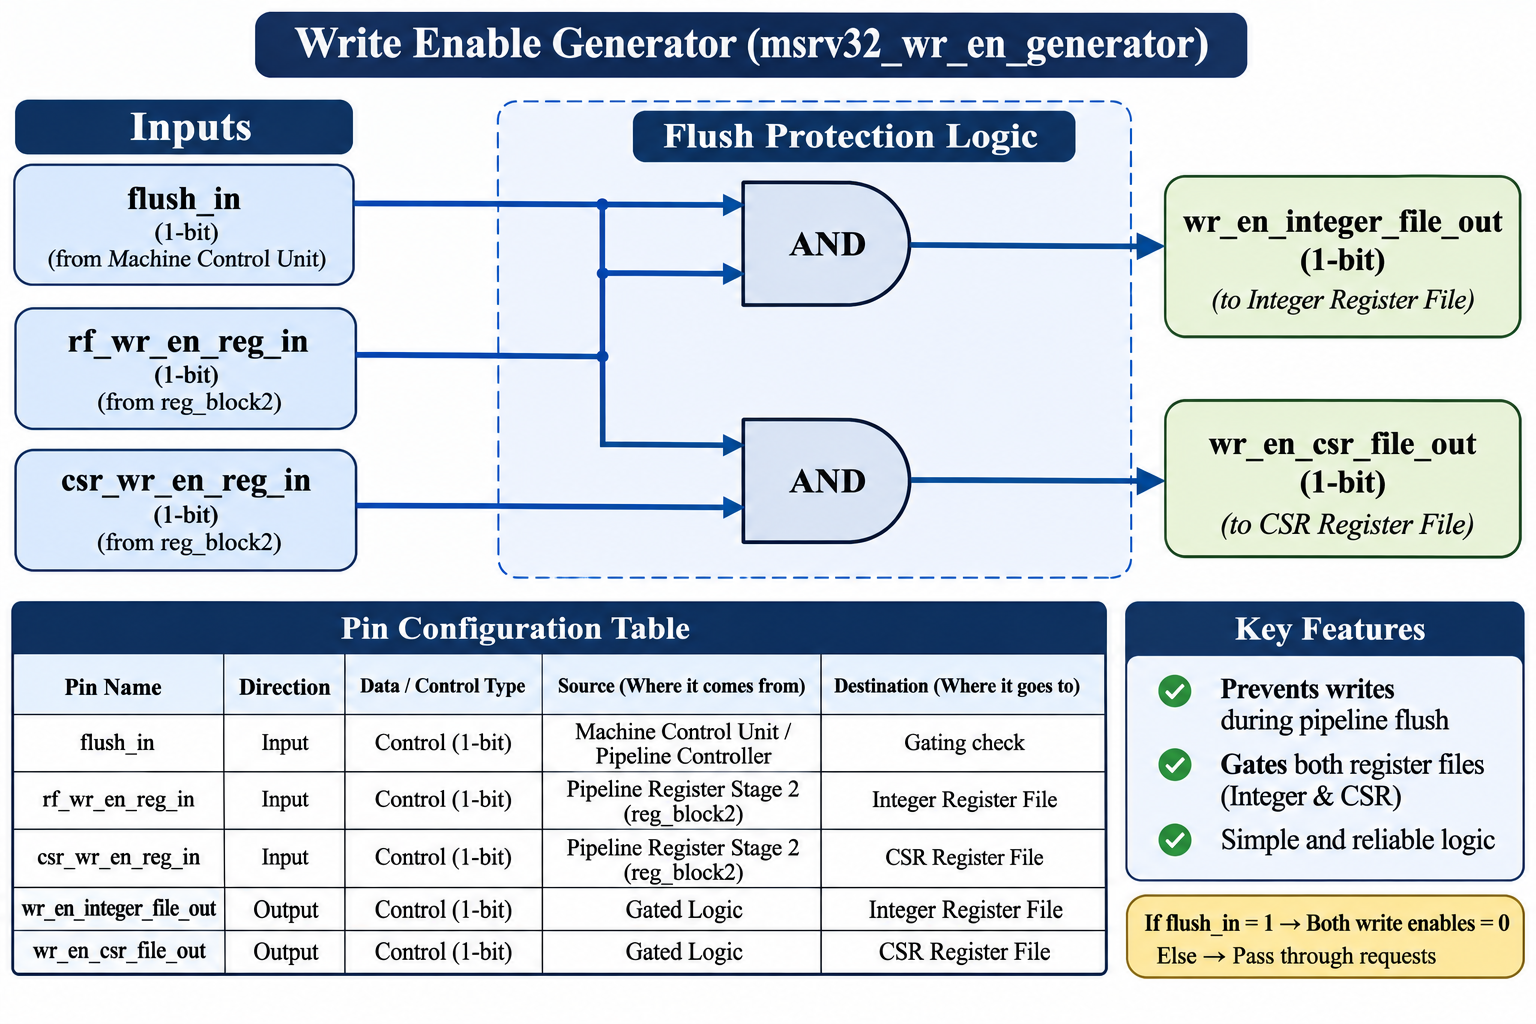 Write Enable Generator (msrv32_wr_en_generator)
Inputs
flush_in
(1-bit)
(from Machine Control Unit)
rf_wr_en_reg_in
(1-bit)
(from reg_block2)
csr_wr_en_reg_in
(1-bit)
(from reg_block2)
Flush Protection Logic
AND
AND
wr_en_integer_file_out
(1-bit)
(to Integer Register File)
wr_en_csr_file_out
(1-bit)
(to CSR Register File)
Pin Configuration Table
Pin Name Direction Data / Control Type Source (Where it comes from) Destination (Where it goes to)
flush_in Input Control (1-bit) Machine Control Unit / Pipeline Controller Gating check
rf_wr_en_reg_in Input Control (1-bit) Pipeline Register Stage 2 (reg_block2) Integer Register File
csr_wr_en_reg_in Input Control (1-bit) Pipeline Register Stage 2 (reg_block2) CSR Register File
wr_en_integer_file_out Output Control (1-bit) Gated Logic Integer Register File
wr_en_csr_file_out Output Control (1-bit) Gated Logic CSR Register File
Key Features
Prevents writes
during pipeline flush
Gates both register files
(Integer & CSR)
Simple and reliable logic
If flush_in = 1 → Both write enables = 0
Else → Pass through requests